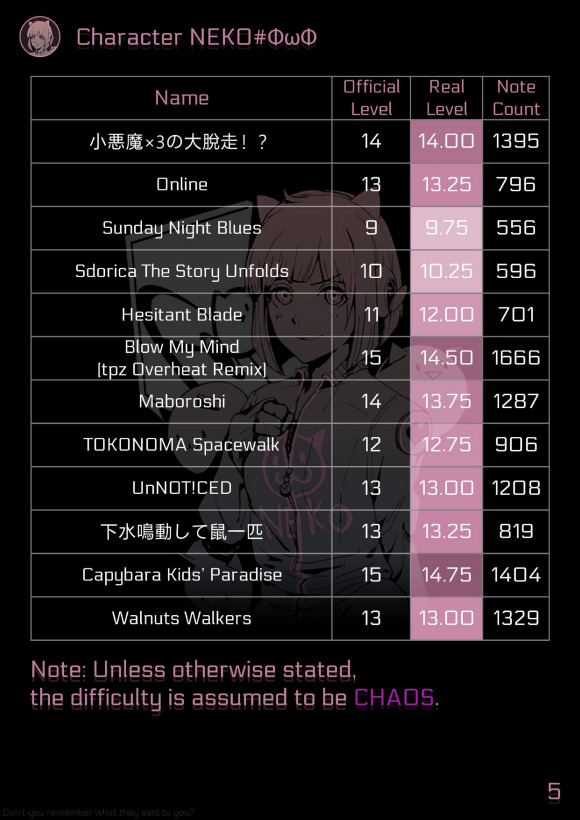 Character NEKO#ΦωΦ
Name
Official
Level
Real
Level
Note
Count
小悪魔×3の大脱走！？ 14 14.00 1395
Online 13 13.25 796
Sunday Night Blues 9 9.75 556
Sdorica The Story Unfolds 10 10.25 596
Hesitant Blade 11 12.00 701
Blow My Mind
(tpz Overheat Remix) 15 14.50 1666
Maboroshi 14 13.75 1287
TOKONOMA Spacewalk 12 12.75 906
UnNOT!CED 13 13.00 1208
下水鳴動して鼠一匹 13 13.25 819
Capybara Kids' Paradise 15 14.75 1404
Walnuts Walkers 13 13.00 1329
NEKO
Note: Unless otherwise stated,
the difficulty is assumed to be CHAOS.
5
Don't you remember what they said to you?